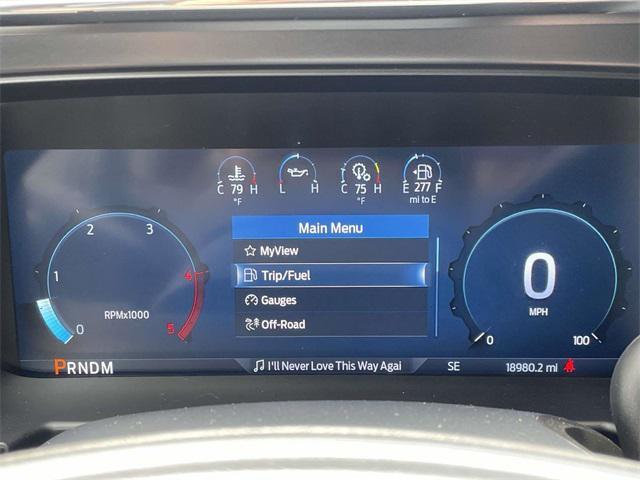 C 79 H
°F
L H
C 75 H
°F
E 277 F
mi to E
Main Menu
MyView
Trip/Fuel
Gauges
Off-Road
0 1 2 3 4 5
RPMx1000
0
MPH
0 100
PRNDM
I'll Never Love This Way Agai
SE
18980.2 mi